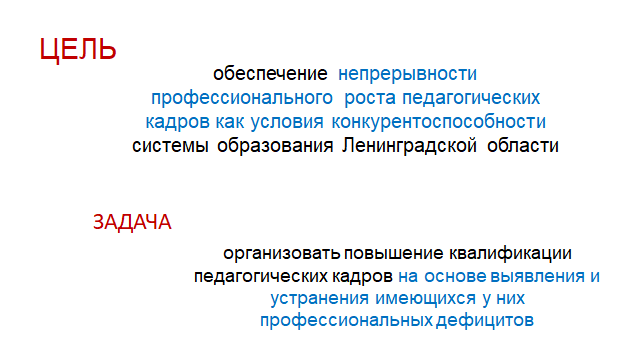 ЦЕЛЬ
обеспечение непрерывности
профессионального роста педагогических
кадров как условия конкурентоспособности
системы образования Ленинградской области
ЗАДАЧА
организовать повышение квалификации
педагогических кадров на основе выявления и
устранения имеющихся у них
профессиональных дефицитов